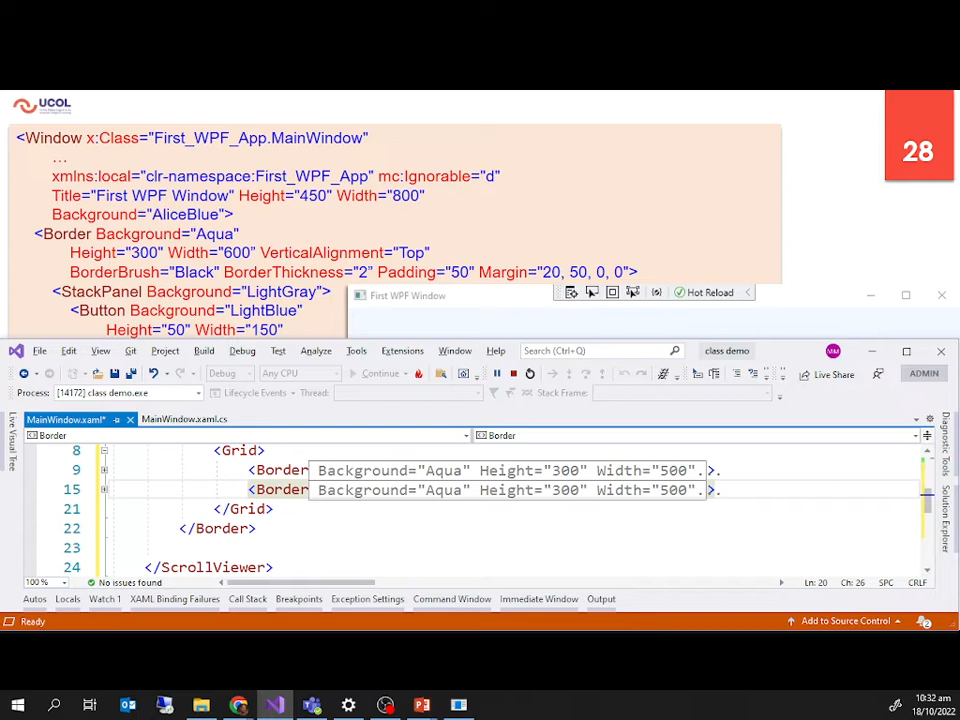 UCOL
28
<Window x:Class="First_WPF_App.MainWindow"
…
xmlns:local="clr-namespace:First_WPF_App" mc:Ignorable="d"
Title="First WPF Window" Height="450" Width="800"
Background="AliceBlue">
<Border Background="Aqua"
Height="300" Width="600” VerticalAlignment="Top"
BorderBrush="Black" BorderThickness="2” Padding="50" Margin="20, 50, 0, 0">
<StackPanel Background="LightGray">
<Button Background="LightBlue"
Height="50" Width="150"
First WPF Window
Hot Reload
File Edit View Git Project Build Debug Test Analyze Tools Extensions Window Help Search (Ctrl+Q) class demo MM Live Share ADMIN
Debug Any CPU Continue
Process: [14172] class demo.exe Lifecycle Events Thread: Stack Frame:
MainWindow.xaml* MainWindow.xaml.cs
Border Border
8 <Grid>
9 <Border Background="Aqua" Height="300" Width="500". >.
15 <Border Background="Aqua" Height="300" Width="500". >.
21 </Grid>
22 </Border>
23
24 </ScrollViewer>
Live Visual Tree
Diagnostic Tools
Solution Explorer
100 % No issues found Ln: 20 Ch: 26 SPC CRLF
Autos Locals Watch 1 XAML Binding Failures Call Stack Breakpoints Exception Settings Command Window Immediate Window Output
Ready Add to Source Control 2
10:32 am
18/10/2022